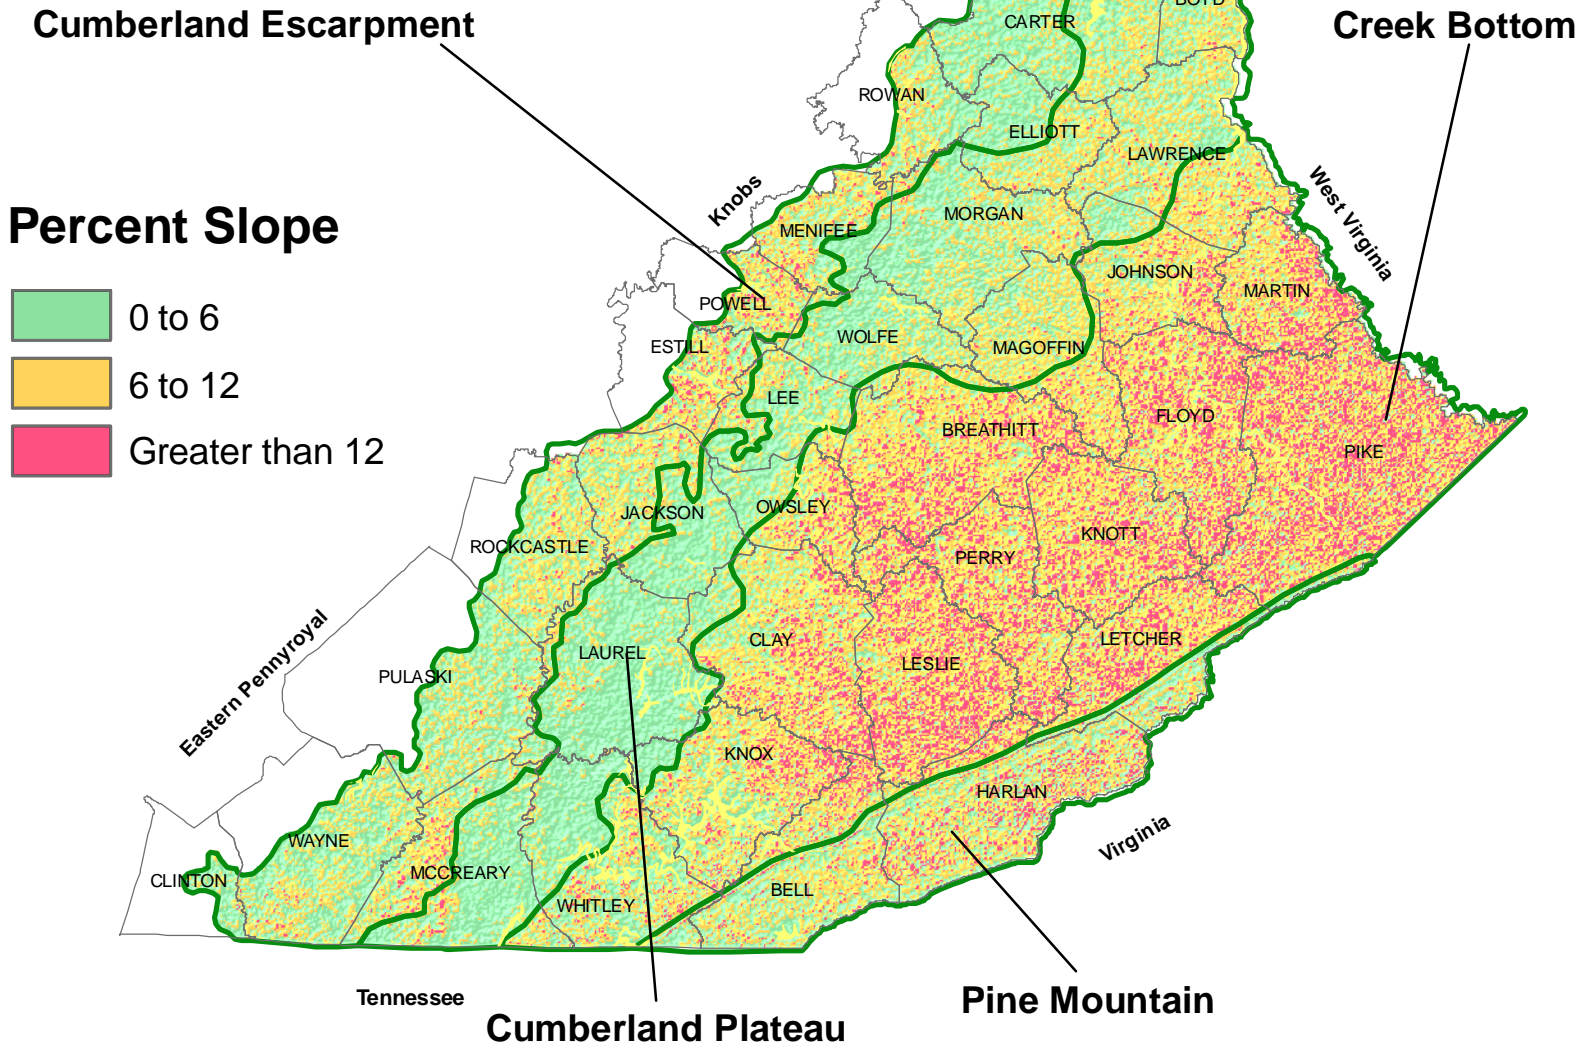 Cumberland Escarpment
Creek Bottom
CARTER
BOYD
ROWAN
ELLIOTT
LAWRENCE
Knobs
West Virginia
Percent Slope
0 to 6
6 to 12
Greater than 12
MORGAN
MENIFEE
JOHNSON
MARTIN
POWELL
WOLFE
MAGOFFIN
ESTILL
LEE
FLOYD
BREATHITT
PIKE
OWSLEY
JACKSON
KNOTT
ROCKCASTLE
PERRY
CLAY
LETCHER
LAUREL
LESLIE
PULASKI
Eastern Pennyroyal
KNOX
HARLAN
WAYNE
Virginia
MCCREARY
CLINTON
BELL
WHITLEY
Tennessee
Pine Mountain
Cumberland Plateau